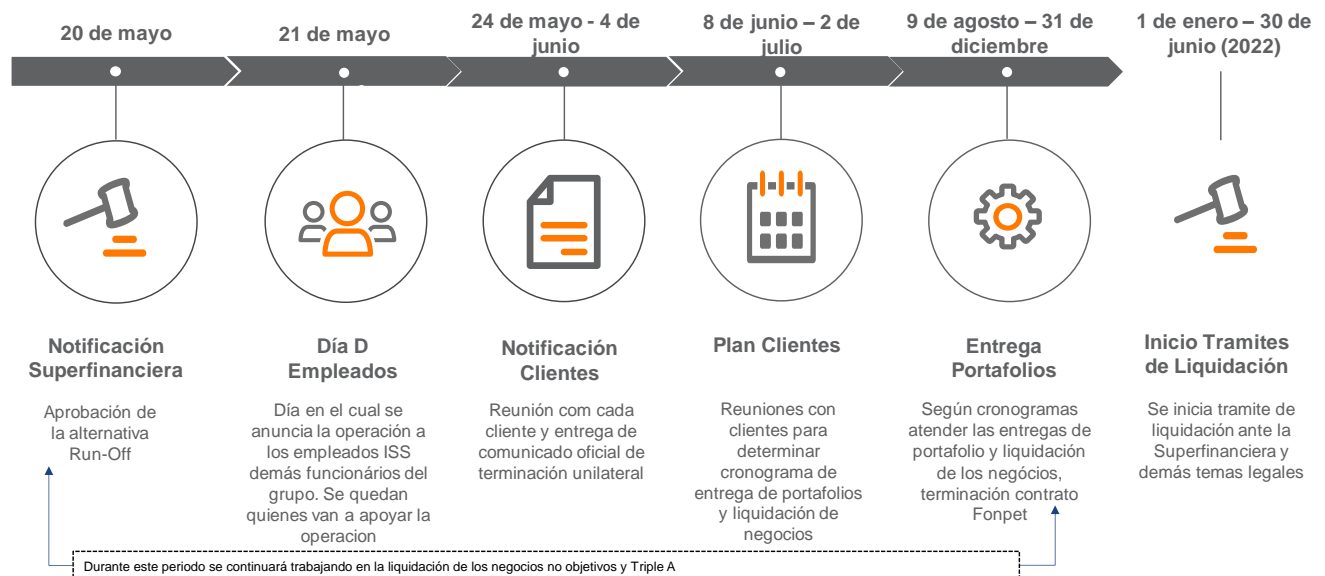 20 de mayo
21 de mayo
24 de mayo - 4 de
junio
8 de junio – 2 de
julio
9 de agosto – 31 de
diciembre
1 de enero – 30 de
junio (2022)
Notificación
Superfinanciera
Aprobación de
la alternativa
Run-Off
Día D
Empleados
Día en el cual se
anuncia la operación a
los empleados ISS
demás funciónarios del
grupo. Se quedan
quienes van a apoyar la
operacion
Notificación
Clientes
Reunión com cada
cliente y entrega de
comunicado oficial de
terminación unilateral
Plan Clientes
Reuniones con
clientes para
determinar
cronograma de
entrega de portafolios
y liquidación de
negocios
Entrega
Portafolios
Según cronogramas
atender las entregas de
portafolio y liquidación
de los negócios,
terminación contrato
Fonpet
Inicio Tramites
de Liquidación
Se inicia tramite de
liquidación ante la
Superfinanciera y
demás temas legales
Durante este periodo se continuará trabajando en la liquidación de los negocios no objetivos y Triple A